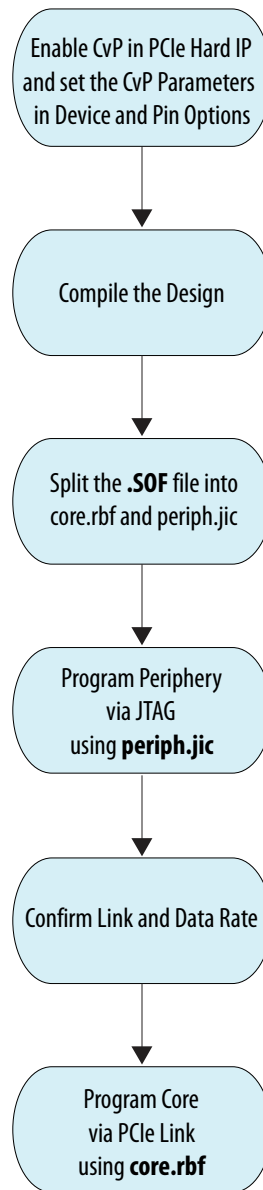 Enable CvP in PCIe Hard IP
and set the CvP Parameters
in Device and Pin Options
Compile the Design
Split the .SOF file into
core.rbf and periph.jic
Program Periphery
via JTAG
using periph.jic
Confirm Link and Data Rate
Program Core
via PCIe Link
using core.rbf